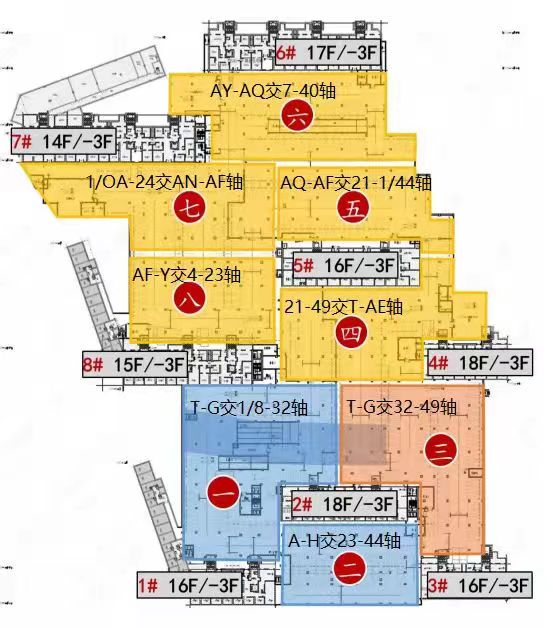 6# 17F/-3F
AY-AQ交7-40轴
六
7# 14F/-3F
1/OA-24交AN-AF轴
AQ-AF交21-1/44轴
七
五
5# 16F/-3F
AF-Y交4-23轴
八
21-49交T-AE轴
四
8# 15F/-3F
4# 18F/-3F
T-G交1/8-32轴
T-G交32-49轴
三
一
2# 18F/-3F
A-H交23-44轴
二
1# 16F/-3F
3# 16F/-3F